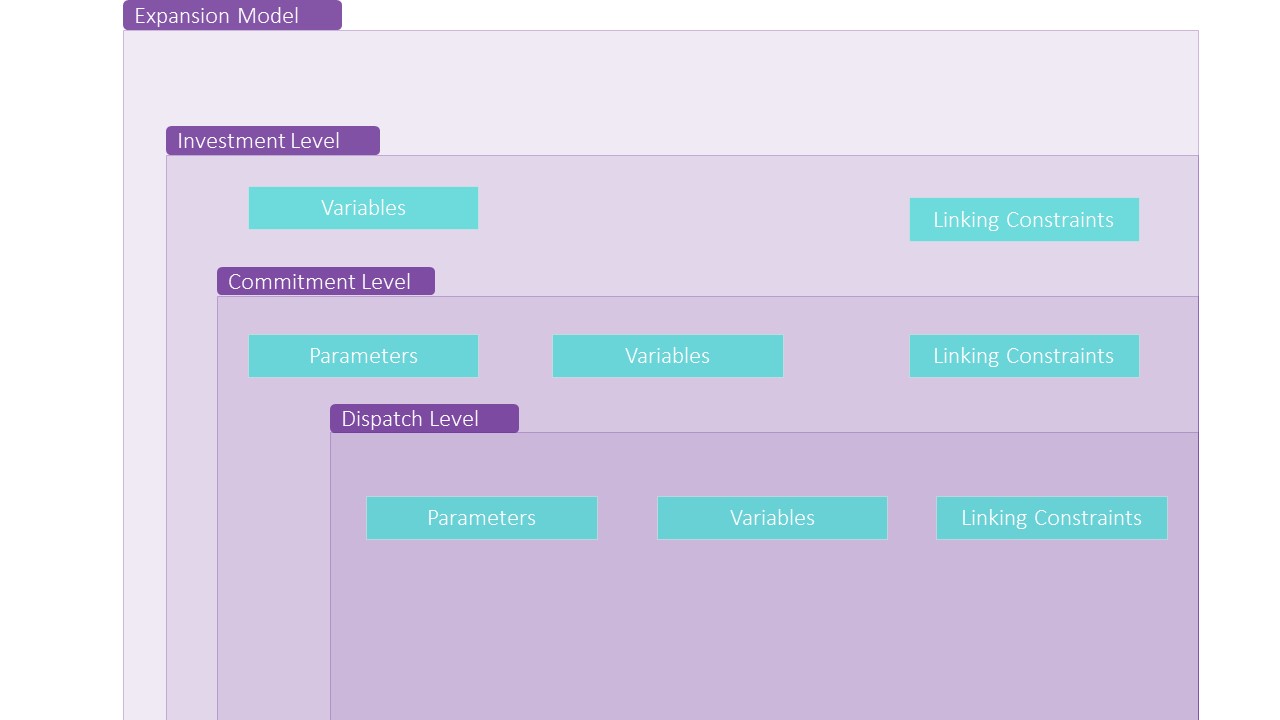 Expansion Model
Investment Level
Variables
Linking Constraints
Commitment Level
Parameters
Variables
Linking Constraints
Dispatch Level
Parameters
Variables
Linking Constraints